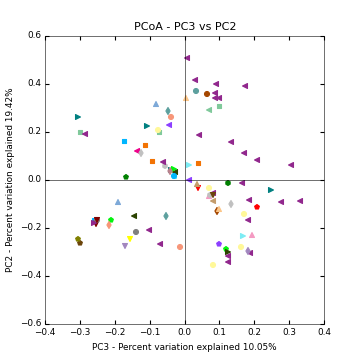 PCoA - PC3 vs PC2
0.6
0.4
0.2
0.0
−0.2
−0.4
−0.6
PC2 - Percent variation explained 19.42%
−0.4 −0.3 −0.2 −0.1 0.0 0.1 0.2 0.3 0.4
PC3 - Percent variation explained 10.05%